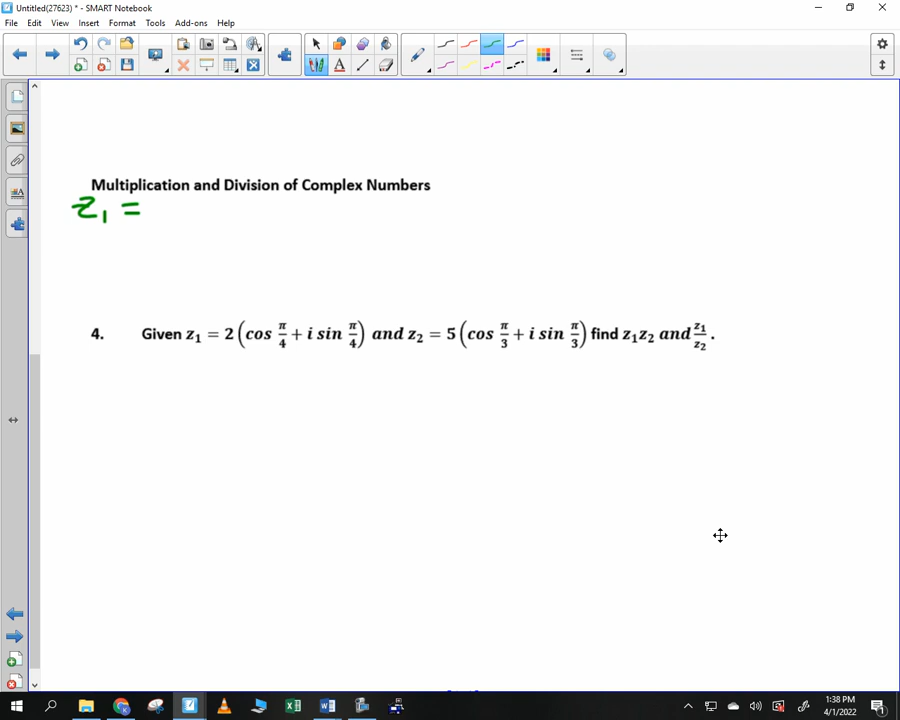 Untitled(27623) * - SMART Notebook
File Edit View Insert Format Tools Add-ons Help
Multiplication and Division of Complex Numbers
z₁ =
4. Given z₁ = 2 (cos π/4 + i sin π/4) and z₂ = 5 (cos π/3 + i sin π/3) find z₁z₂ and z₁/z₂ .
1:38 PM
4/1/2022